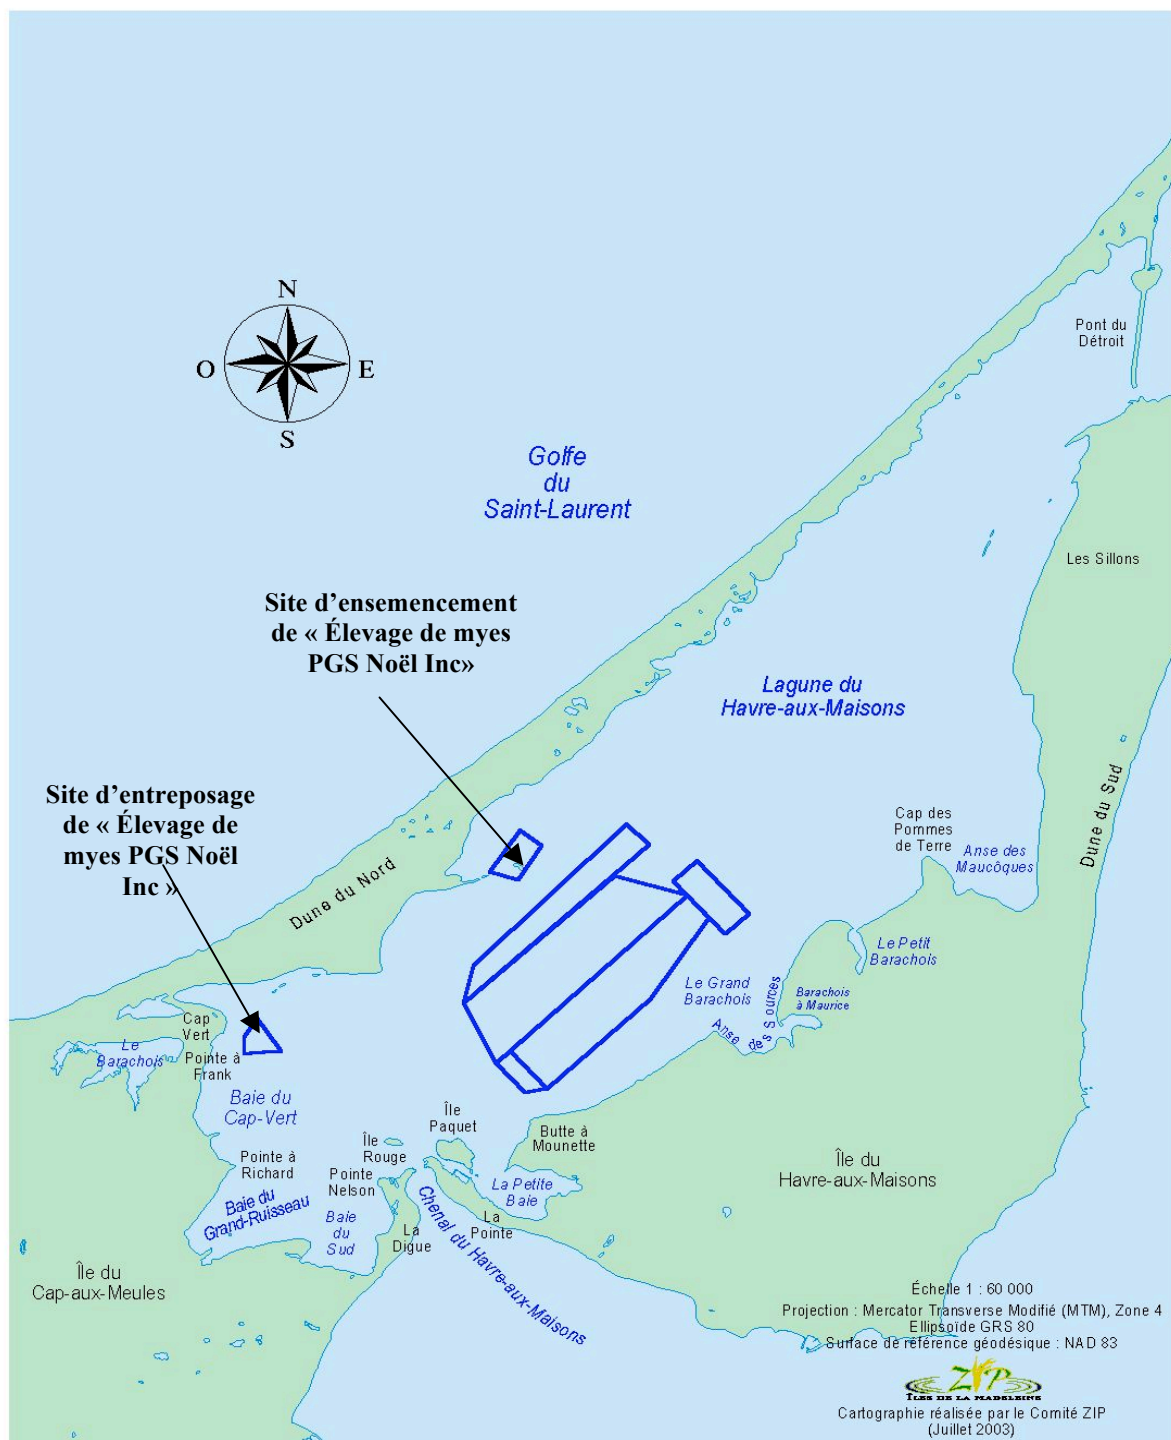 N
O
E
S
Pont du
Détroit
Golfe
du
Saint-Laurent
Les Sillons
Site d'ensemencement
de « Élevage de myes
PGS Noël Inc»
Lagune du
Havre-aux-Maisons
Site d'entreposage
de « Élevage de
myes PGS Noël
Inc »
Dune du Sud
Cap des
Pommes
de Terre
Anse des
Maucôques
Dune du Nord
Le Petit
Barachois
Le Grand
Barachois
Barachois
à Maurice
Anse des Sources
Cap
Vert
Le
Barachois
Pointe à
Frank
Baie du
Cap-Vert
Île
Paquet
Butte à
Mounette
Île
Rouge
Pointe à
Richard
Pointe
Nelson
La Petite
Baie
Île du
Havre-aux-Maisons
Baie du
Grand-Ruisseau
Baie
du
Sud
La
Digue
La
Pointe
Chenal du Havre-aux-Maisons
Île du
Cap-aux-Meules
Échelle 1 : 60 000
Projection : Mercator Transverse Modifié (MTM), Zone 4
Ellipsoïde GRS 80
Surface de référence géodésique : NAD 83
ZIP
ÎLES DE LA MADELEINE
Cartographie réalisée par le Comité ZIP
(Juillet 2003)